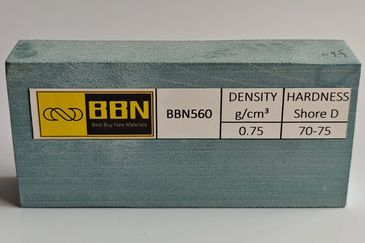 BBN
Best Buy New Materials
BBN560
DENSITY g/cm³
0.75
HARDNESS Shore D
70-75